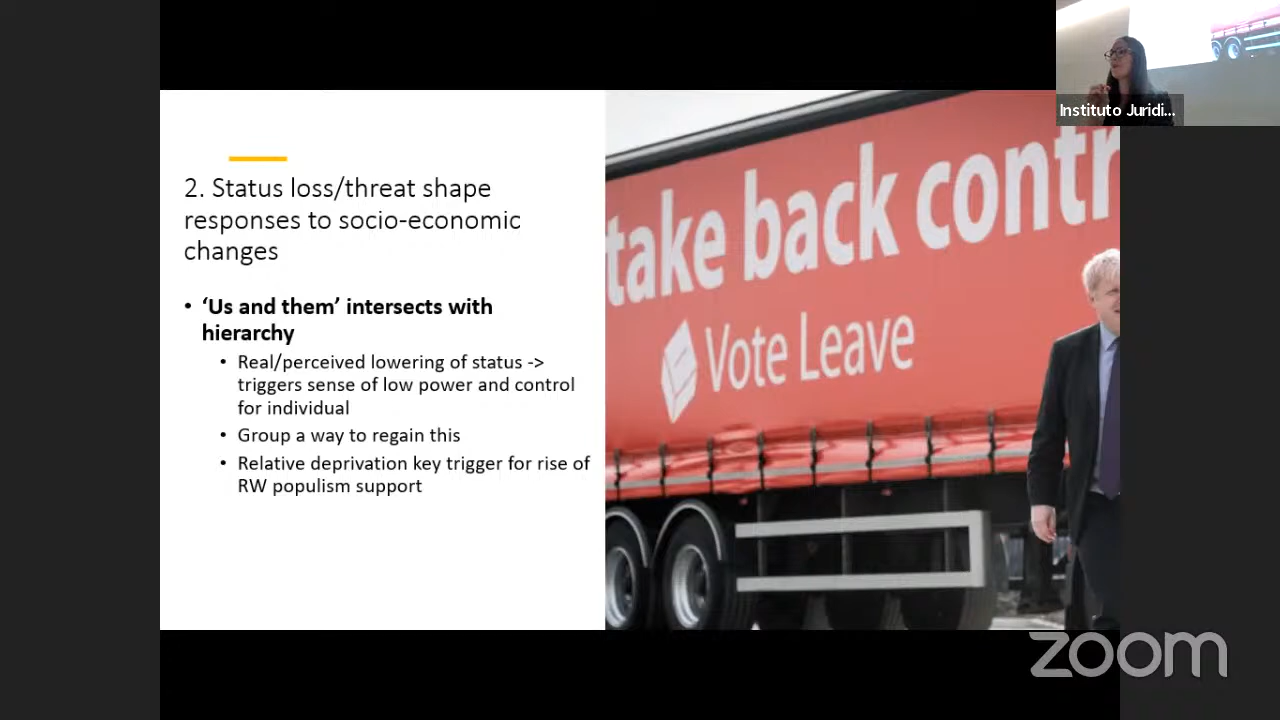 Instituto Juridi...
2. Status loss/threat shape
responses to socio-economic
changes
• ‘Us and them’ intersects with
hierarchy
• Real/perceived lowering of status ->
triggers sense of low power and control
for individual
• Group a way to regain this
• Relative deprivation key trigger for rise of
RW populism support
take back contr
Vote Leave
zoom